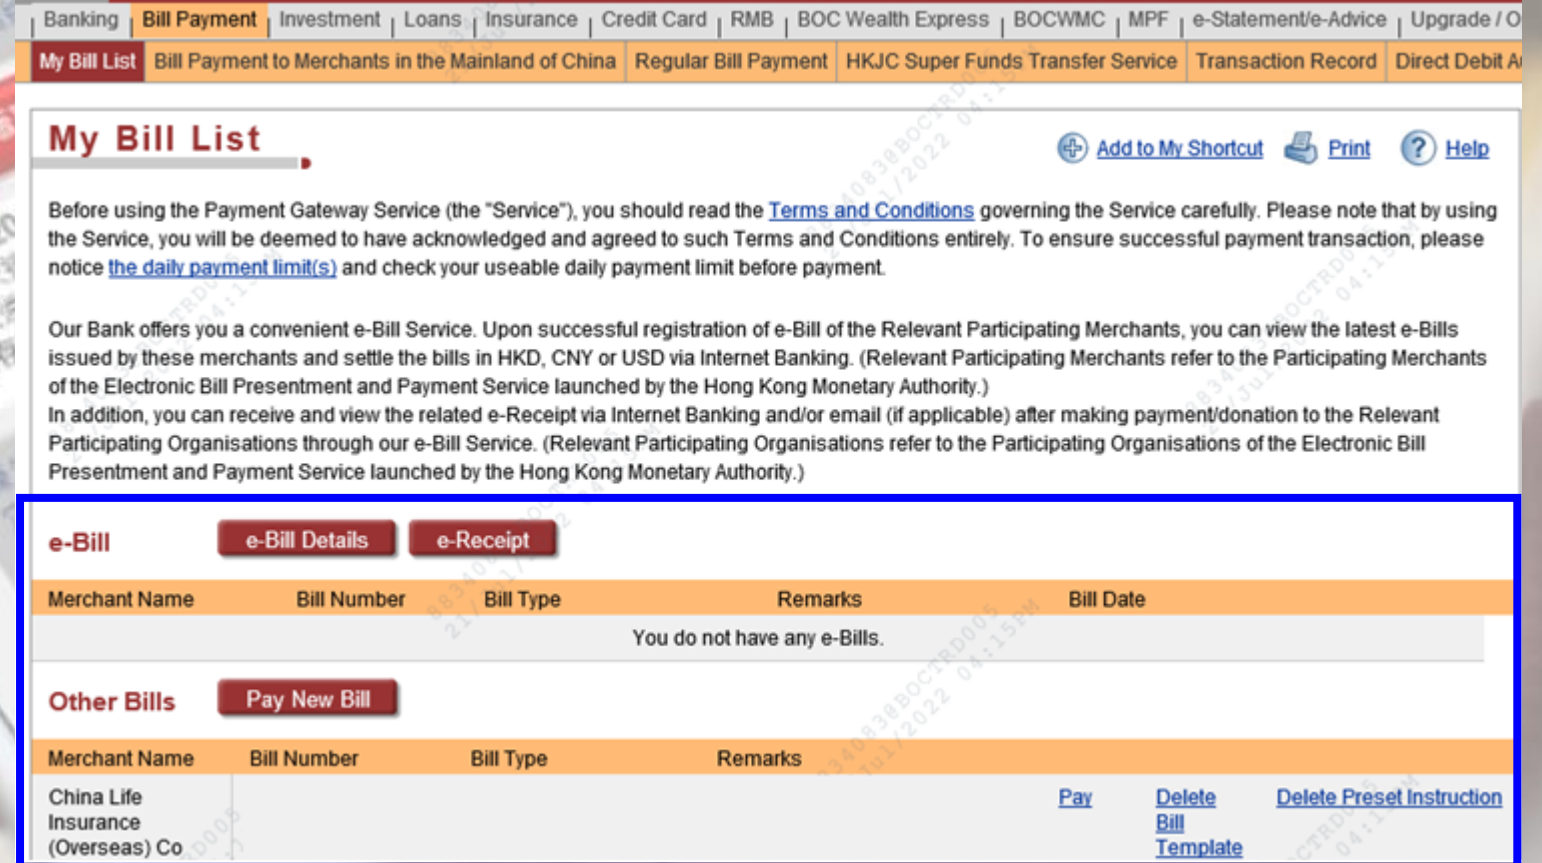 Banking Bill Payment Investment Loans Insurance Credit Card RMB BOC Wealth Express BOCWMC MPF e-Statement/e-Advice Upgrade / O
My Bill List Bill Payment to Merchants in the Mainland of China Regular Bill Payment HKJC Super Funds Transfer Service Transaction Record Direct Debit A
My Bill List
Add to My Shortcut Print Help
Before using the Payment Gateway Service (the "Service"), you should read the Terms and Conditions governing the Service carefully. Please note that by using
the Service, you will be deemed to have acknowledged and agreed to such Terms and Conditions entirely. To ensure successful payment transaction, please
notice the daily payment limit(s) and check your useable daily payment limit before payment.
Our Bank offers you a convenient e-Bill Service. Upon successful registration of e-Bill of the Relevant Participating Merchants, you can view the latest e-Bills
issued by these merchants and settle the bills in HKD, CNY or USD via Internet Banking. (Relevant Participating Merchants refer to the Participating Merchants
of the Electronic Bill Presentment and Payment Service launched by the Hong Kong Monetary Authority.)
In addition, you can receive and view the related e-Receipt via Internet Banking and/or email (if applicable) after making payment/donation to the Relevant
Participating Organisations through our e-Bill Service. (Relevant Participating Organisations refer to the Participating Organisations of the Electronic Bill
Presentment and Payment Service launched by the Hong Kong Monetary Authority.)
e-Bill e-Bill Details e-Receipt
Merchant Name Bill Number Bill Type Remarks Bill Date
You do not have any e-Bills.
Other Bills Pay New Bill
Merchant Name Bill Number Bill Type Remarks
China Life Pay Delete Delete Preset Instruction
Insurance Bill
(Overseas) Co Template